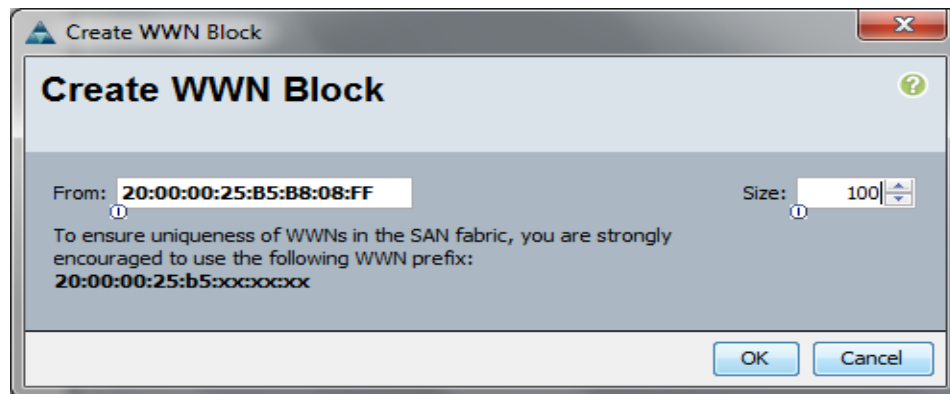 Create WWN Block
Create WWN Block
From: 20:00:00:25:B5:B8:08:FF
Size: 100
To ensure uniqueness of WWNs in the SAN fabric, you are strongly
encouraged to use the following WWN prefix:
20:00:00:25:b5:xx:xx:xx
OK Cancel